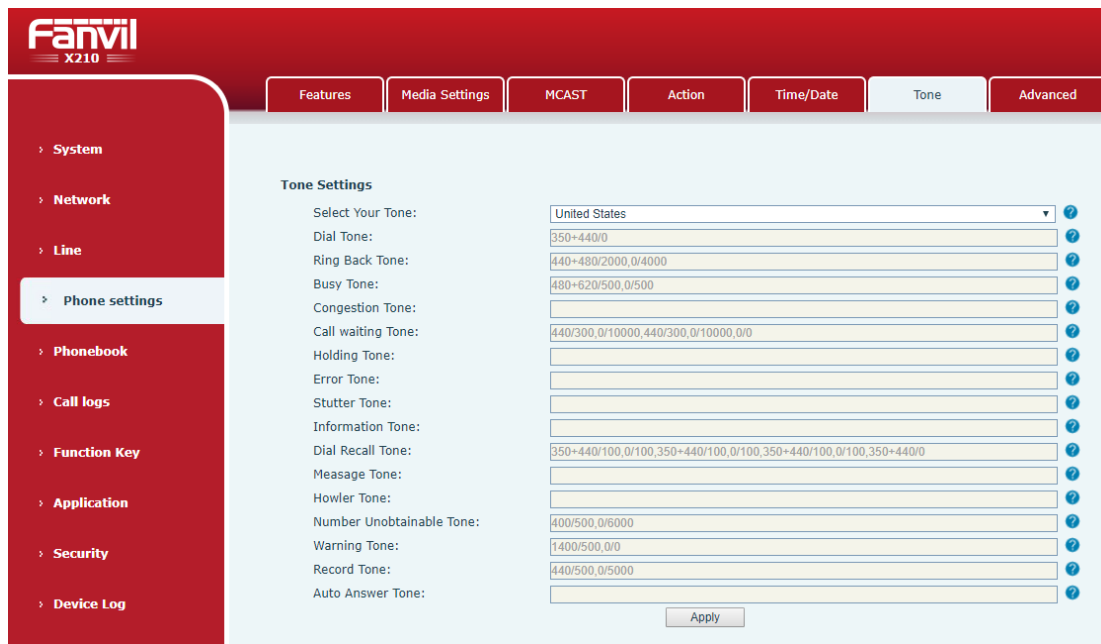 Fanvil
X210
Features Media Settings MCAST Action Time/Date Tone Advanced
› System
› Network
› Line
› Phone settings
› Phonebook
› Call logs
› Function Key
› Application
› Security
› Device Log
Tone Settings
Select Your Tone: United States
Dial Tone: 350+440/0
Ring Back Tone: 440+480/2000,0/4000
Busy Tone: 480+620/500,0/500
Congestion Tone:
Call waiting Tone: 440/300,0/10000,440/300,0/10000,0/0
Holding Tone:
Error Tone:
Stutter Tone:
Information Tone:
Dial Recall Tone: 350+440/100,0/100,350+440/100,0/100,350+440/100,0/100,350+440/0
Message Tone:
Howler Tone:
Number Unobtainable Tone: 400/500,0/6000
Warning Tone: 1400/500,0/0
Record Tone: 440/500,0/5000
Auto Answer Tone:
Apply